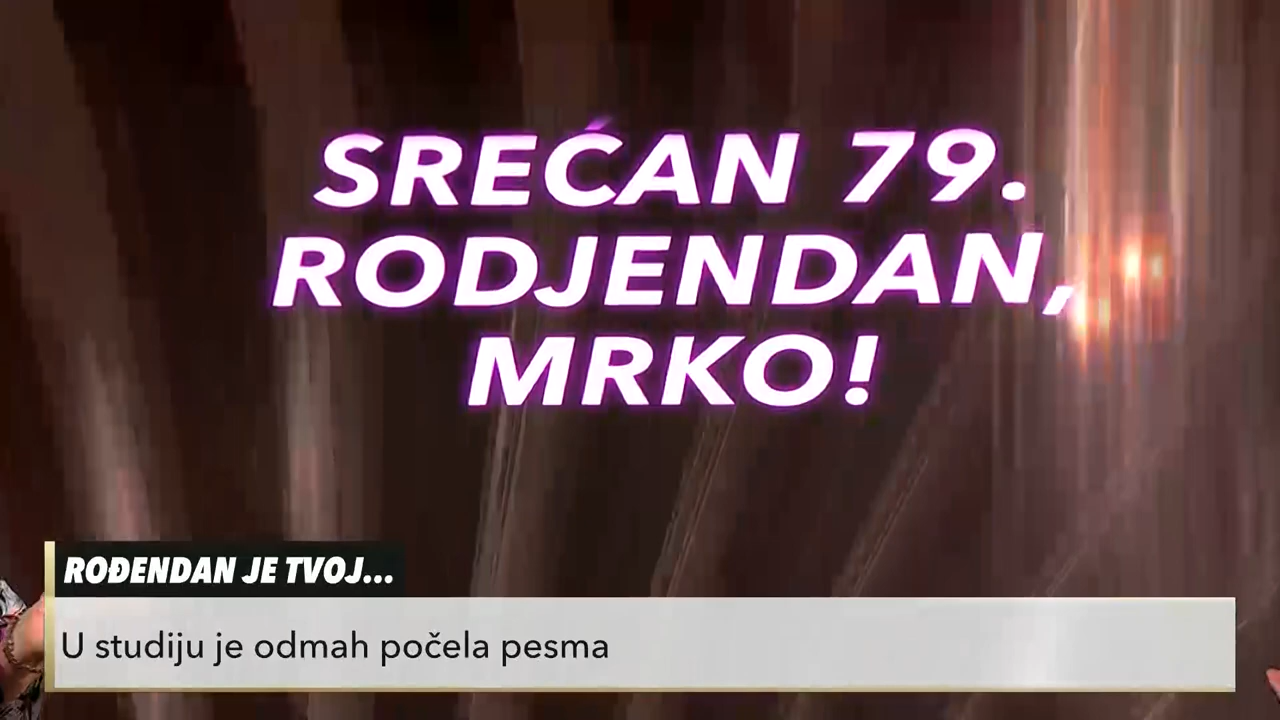 SREĆAN 79.
RODJENDAN,
MRKO!
ROĐENDAN JE TVOJ...
U studiju je odmah počela pesma